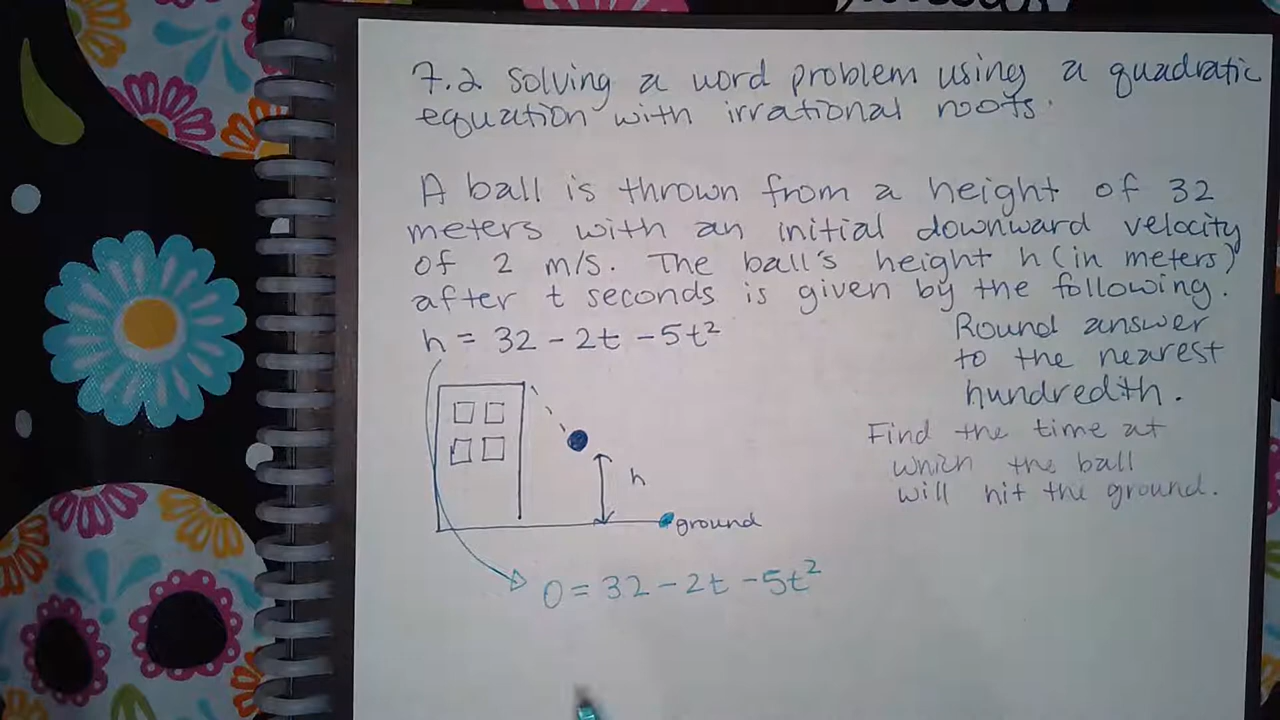 7.2 solving a word problem using a quadratic
equation with irrational roots.
A ball is thrown from a height of 32
meters with an initial downward velocity
of 2 m/s. The ball's height h (in meters)
after t seconds is given by the following.
h = 32 - 2t - 5t²
Round answer
to the nearest
hundredith.
Find the time at
which the ball
will hit the ground.
h
ground
0 = 32 - 2t - 5t²